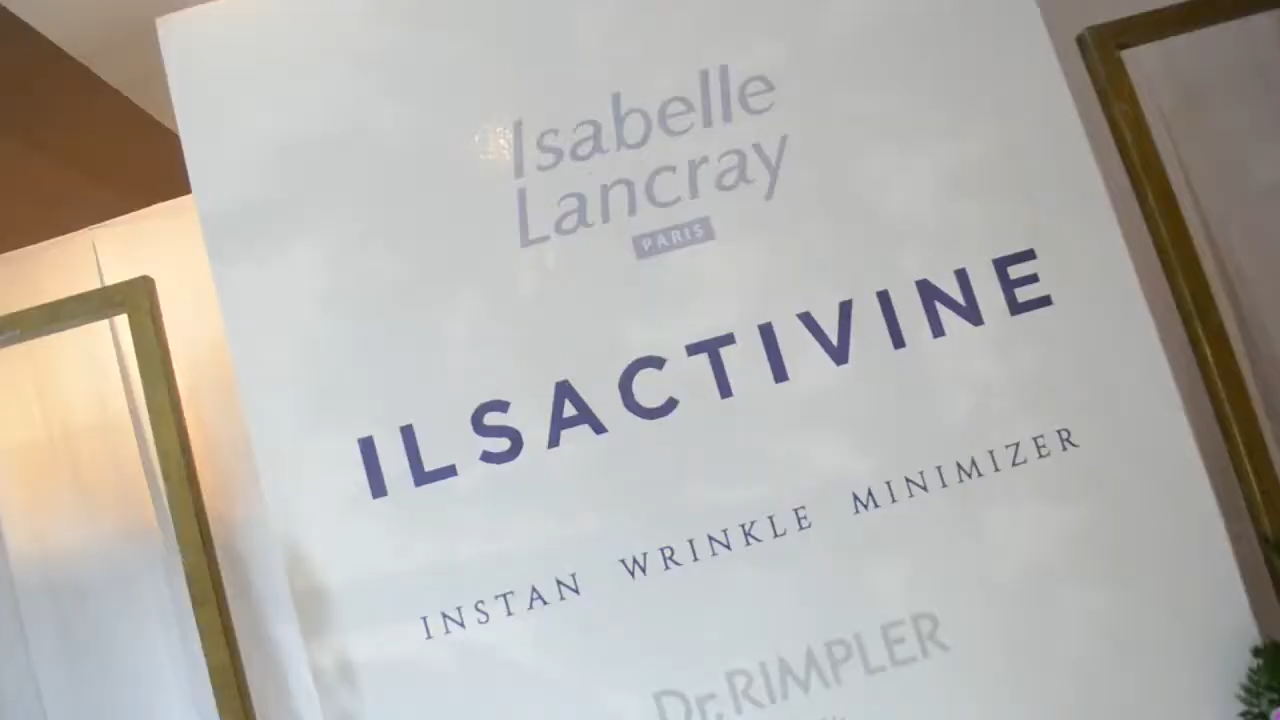 Isabelle
Lancray
PARIS
ILSACTIVINE
INSTAN WRINKLE MINIMIZER
Dr. RIMPLER